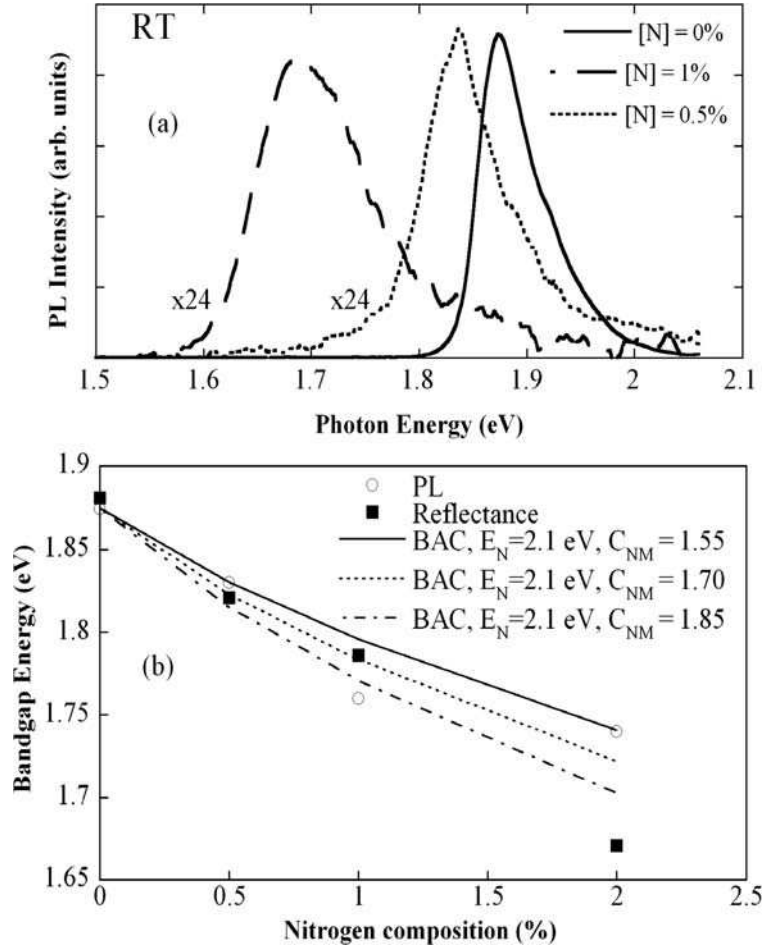 RT
[N] = 0%
[N] = 1%
[N] = 0.5%
(a)
x24
x24
PL Intensity (arb. units)
1.5 1.6 1.7 1.8 1.9 2 2.1
Photon Energy (eV)
1.9
1.85
1.8
1.75
1.7
1.65
PL
Reflectance
BAC, E_N=2.1 eV, C_NM = 1.55
BAC, E_N=2.1 eV, C_NM = 1.70
BAC, E_N=2.1 eV, C_NM = 1.85
(b)
Bandgap Energy (eV)
0 0.5 1 1.5 2 2.5
Nitrogen composition (%)